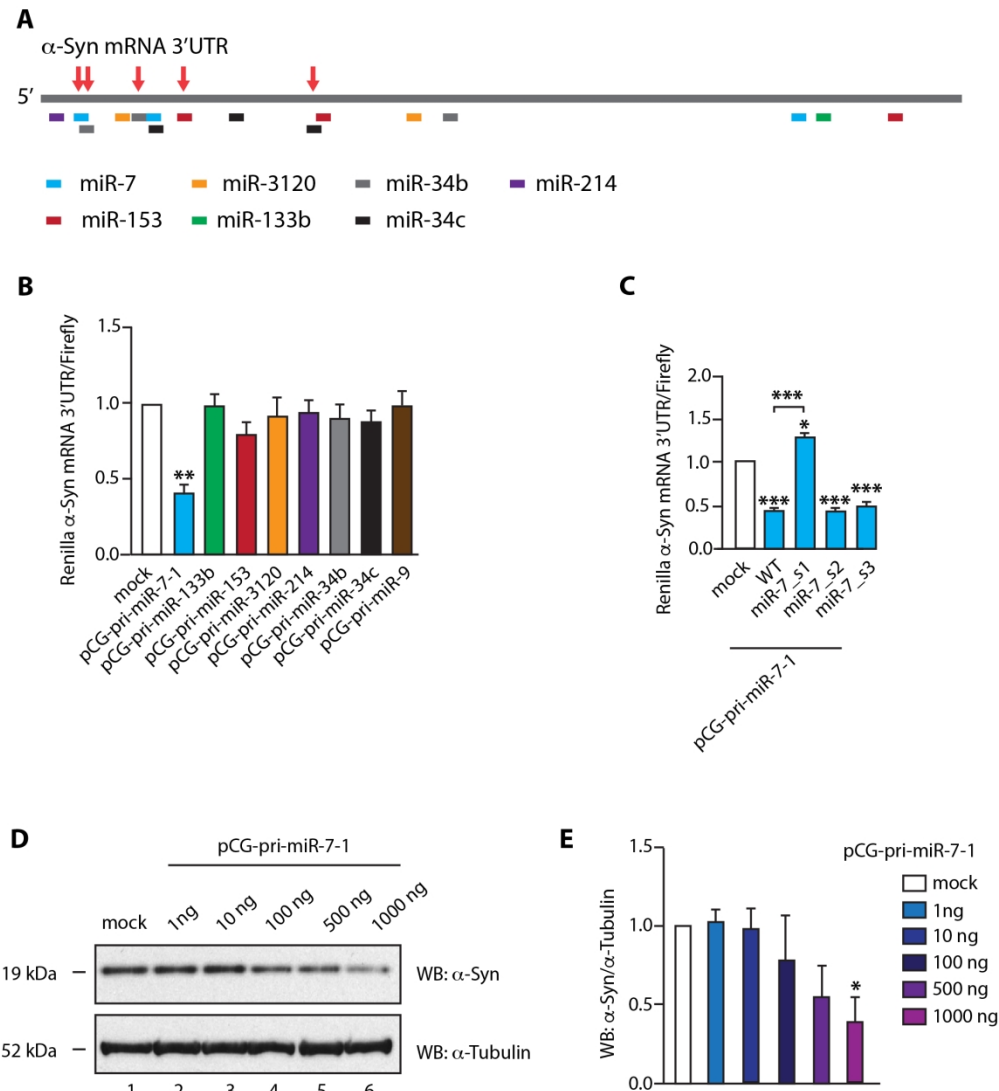 A
α-Syn mRNA 3'UTR
5'
miR-7
miR-3120
miR-34b
miR-214
miR-153
miR-133b
miR-34c
B
Renilla α-Syn mRNA 3'UTR/Firefly
1.5
1.0
0.5
0.0
**
mock
pCG-pri-miR-7-1
pCG-pri-miR-133b
pCG-pri-miR-153
pCG-pri-miR-3120
pCG-pri-miR-214
pCG-pri-miR-34b
pCG-pri-miR-34c
pCG-pri-miR-9
C
Renilla α-Syn mRNA 3'UTR/Firefly
2.0
1.5
1.0
0.5
0.0
***
*
***
***
***
mock
WT
miR-7_s1
miR-7_s2
miR-7_s3
pCG-pri-miR-7-1
D
pCG-pri-miR-7-1
mock
1ng
10 ng
100 ng
500 ng
1000 ng
19 kDa
WB: α-Syn
52 kDa
WB: α-Tubulin
1 2 3 4 5 6
E
WB: α-Syn/α-Tubulin
1.5
1.0
0.5
0.0
*
pCG-pri-miR-7-1
mock
1ng
10 ng
100 ng
500 ng
1000 ng